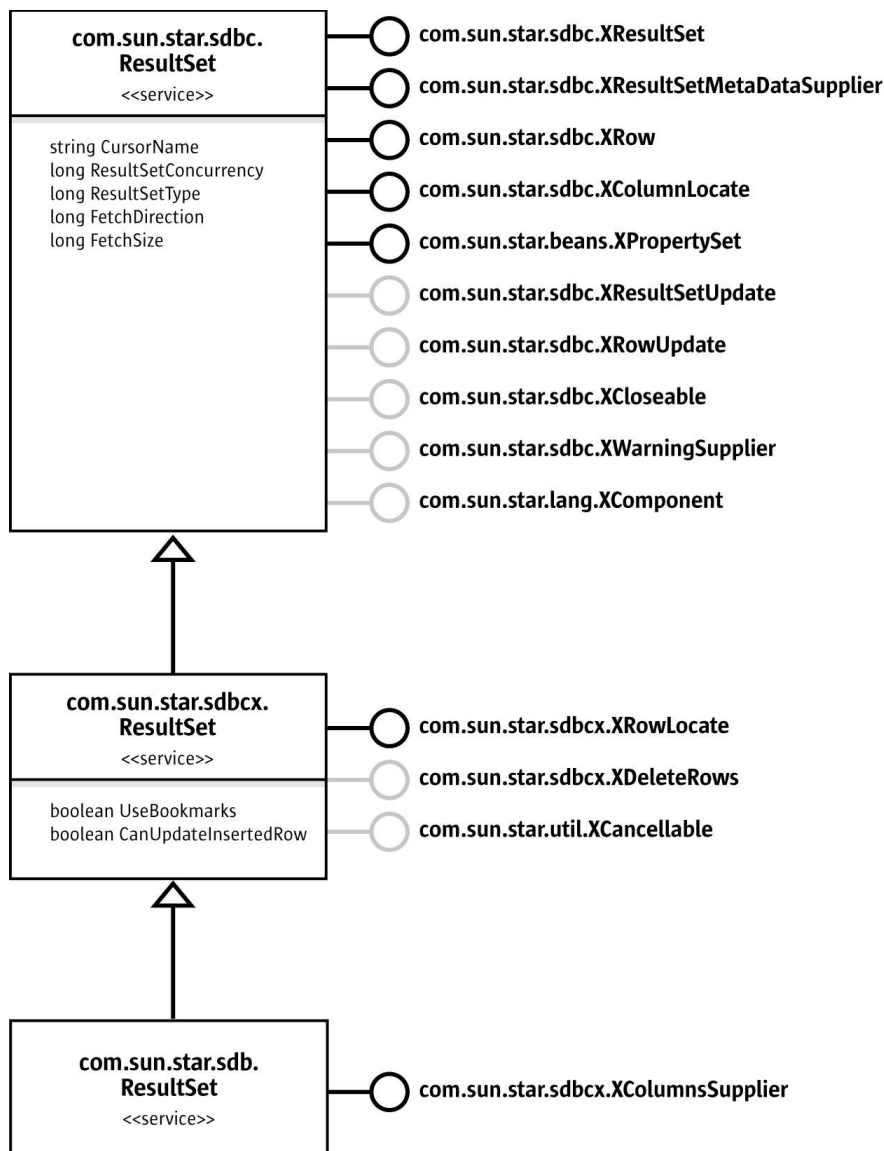 com.sun.star.sdbc.
ResultSet
<<service>>
string CursorName
long ResultSetConcurrency
long ResultSetType
long FetchDirection
long FetchSize
com.sun.star.sdbc.XResultSet
com.sun.star.sdbc.XResultSetMetaDataSupplier
com.sun.star.sdbc.XRow
com.sun.star.sdbc.XColumnLocate
com.sun.star.beans.XPropertySet
com.sun.star.sdbc.XResultSetUpdate
com.sun.star.sdbc.XRowUpdate
com.sun.star.sdbc.XCloseable
com.sun.star.sdbc.XWarningSupplier
com.sun.star.lang.XComponent
com.sun.star.sdbcx.
ResultSet
<<service>>
boolean UseBookmarks
boolean CanUpdateInsertedRow
com.sun.star.sdbcx.XRowLocate
com.sun.star.sdbcx.XDeleteRows
com.sun.star.util.XCancellable
com.sun.star.sdb.
ResultSet
<<service>>
com.sun.star.sdbcx.XColumnsSupplier